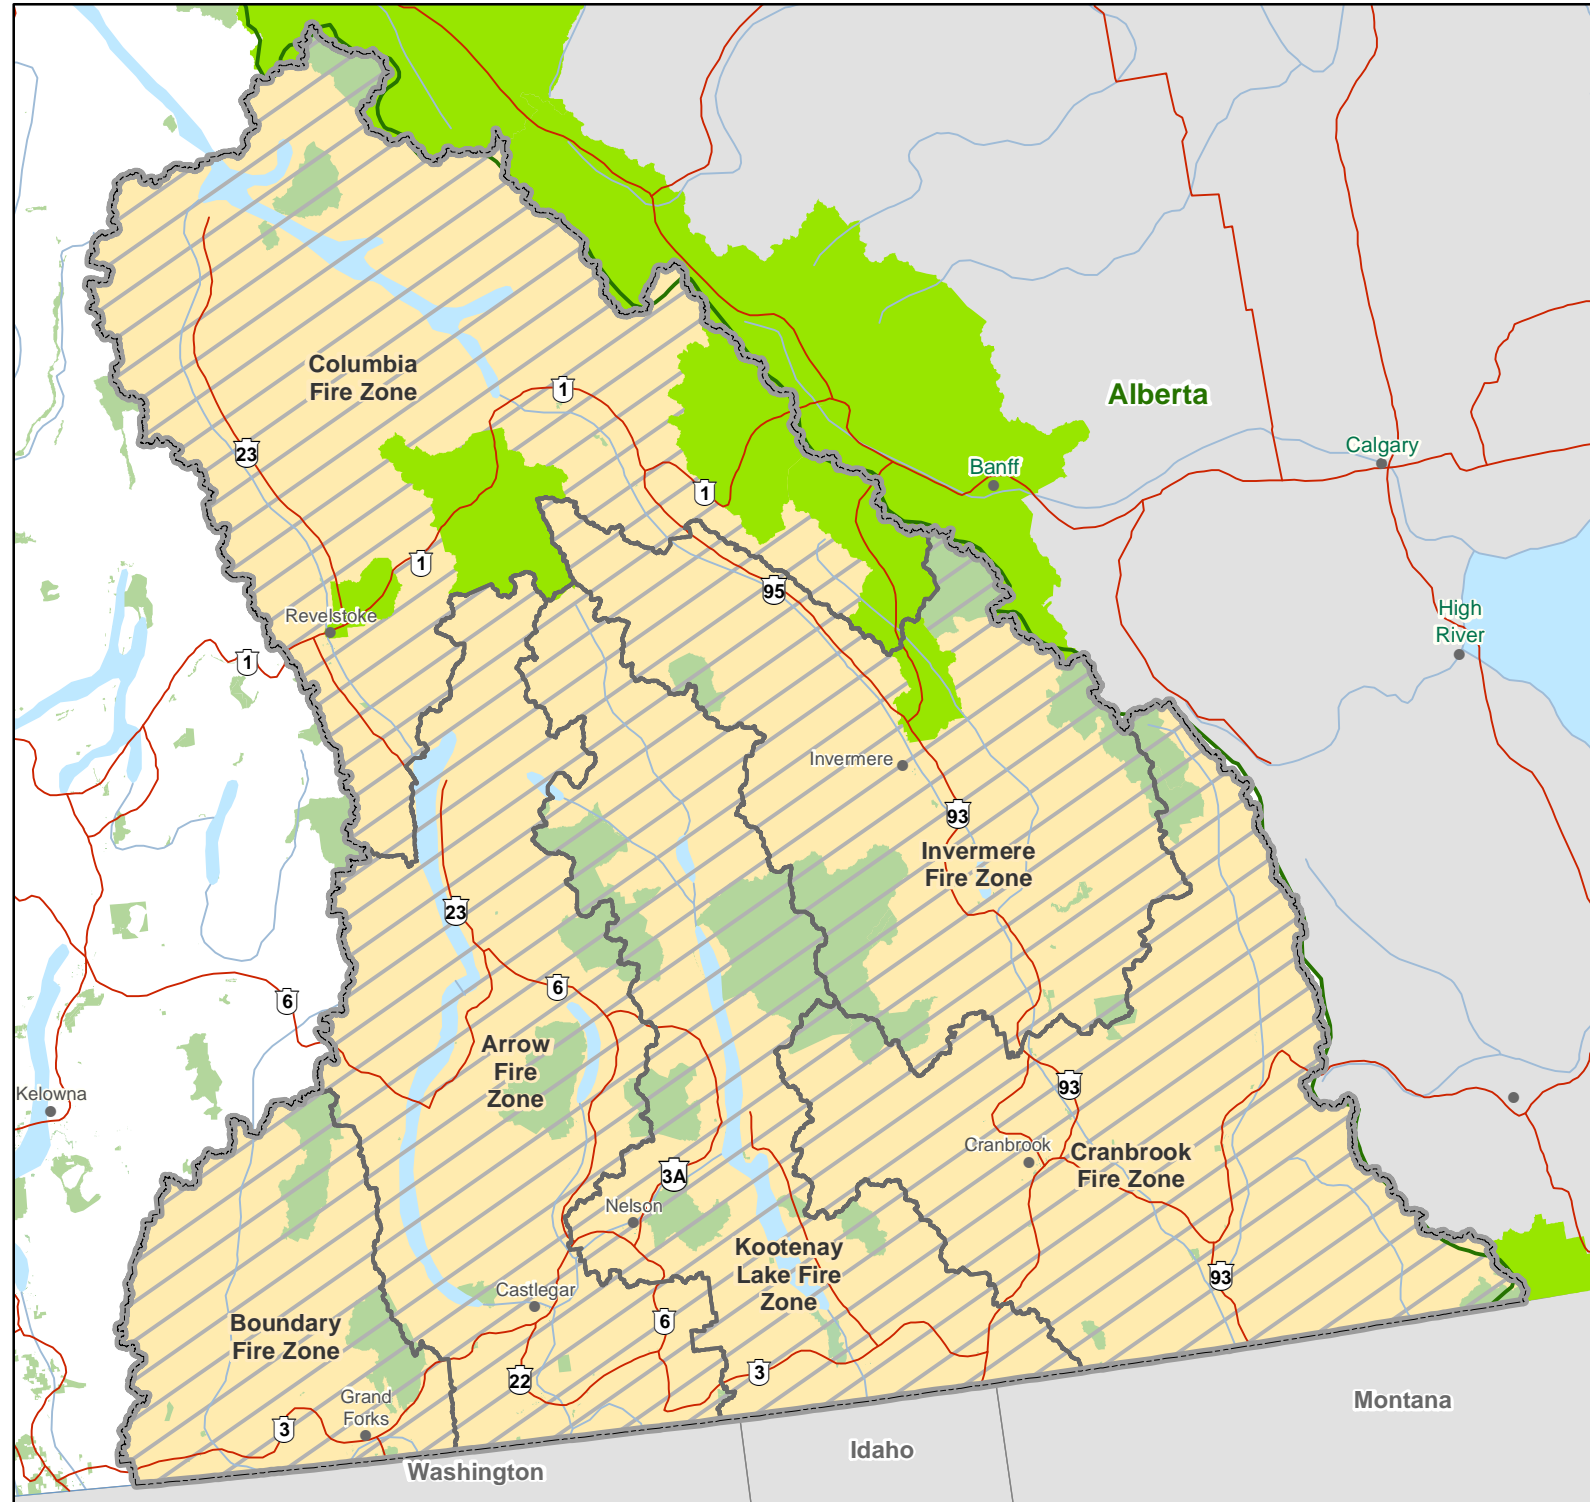 Columbia
Fire Zone
1
Alberta
23
Calgary
Banff
1
1
95
High
River
Revelstoke
1
Invermere
93
Invermere
Fire Zone
23
6
6
Arrow
Fire
Zone
93
Kelowna
Cranbrook
Cranbrook
Fire Zone
3A
Nelson
Kootenay
Lake Fire
Zone
93
Castlegar
Boundary
Fire Zone
6
22
3
Grand
Forks
3
Montana
Idaho
Washington